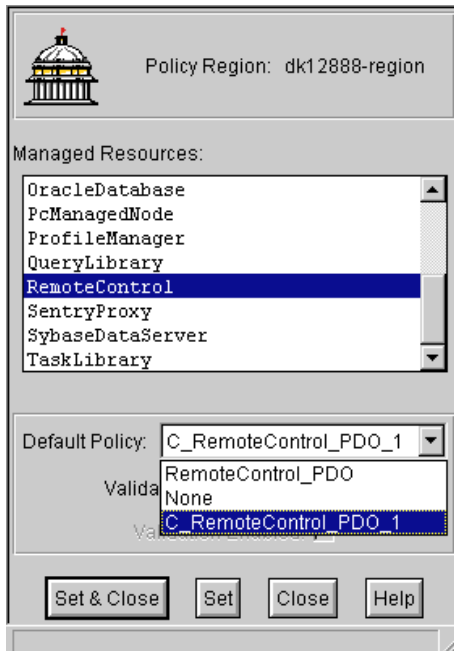 Policy Region: dk12888-region
Managed Resources:
OracleDatabase
PcManagedNode
ProfileManager
QueryLibrary
RemoteControl
SentryProxy
SybaseDataServer
TaskLibrary
Default Policy: C_RemoteControl_PDO_1
RemoteControl_PDO
Valida
None
C_RemoteControl_PDO_1
Set & Close Set Close Help